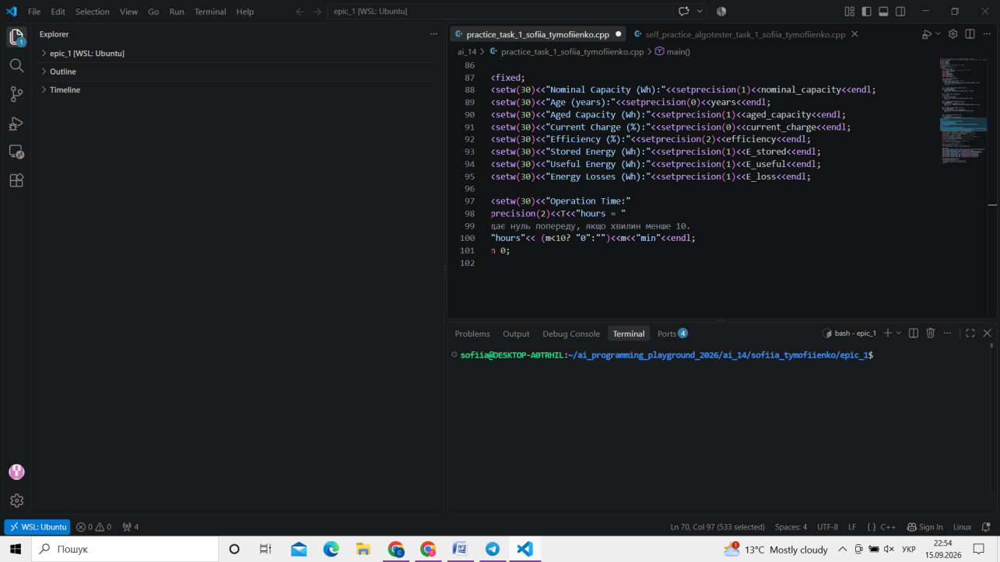 File Edit Selection View Go Run Terminal Help
epic_1 [WSL: Ubuntu]
1
Explorer
epic_1 [WSL: Ubuntu]
Outline
Timeline
practice_task_1_sofiia_tymofiienko.cpp
self_practice_algotester_task_1_sofiia_tymofiienko.cpp
ai_14 > practice_task_1_sofiia_tymofiienko.cpp > main()
86
87 <fixed;
88 <setw(30)<<"Nominal Capacity (Wh):"<<setprecision(1)<<nominal_capacity<<endl;
89 <setw(30)<<"Age (years):"<<setprecision(0)<<years<<endl;
90 <setw(30)<<"Aged Capacity (Wh):"<<setprecision(1)<<aged_capacity<<endl;
91 <setw(30)<<"Current Charge (%):"<<setprecision(0)<<current_charge<<endl;
92 <setw(30)<<"Efficiency (%):"<<setprecision(2)<<efficiency<<endl;
93 <setw(30)<<"Stored Energy (Wh):"<<setprecision(1)<<E_stored<<endl;
94 <setw(30)<<"Useful Energy (Wh):"<<setprecision(1)<<E_useful<<endl;
95 <setw(30)<<"Energy Losses (Wh):"<<setprecision(1)<<E_loss<<endl;
96
97 <setw(30)<<"Operation Time:"
98 precision(2)<<T<<"hours = "
99 дає нуль попереду, якщо хвилин менше 10.
100 "hours"<< (m<10? "0":"")<<m<<"min"<<endl;
101 n 0;
102
Problems Output Debug Console Terminal Ports 4
bash - epic_1
sofiia@DESKTOP-A0TRHIL:~/ai_programming_playground_2026/ai_14/sofiia_tymofiienko/epic_1$
WSL: Ubuntu 0 0 4
Ln 70, Col 97 (533 selected) Spaces: 4 UTF-8 LF { } C++ Sign In Linux
Пошук
1
13°C Mostly cloudy
УКР
22:54
15.09.2026